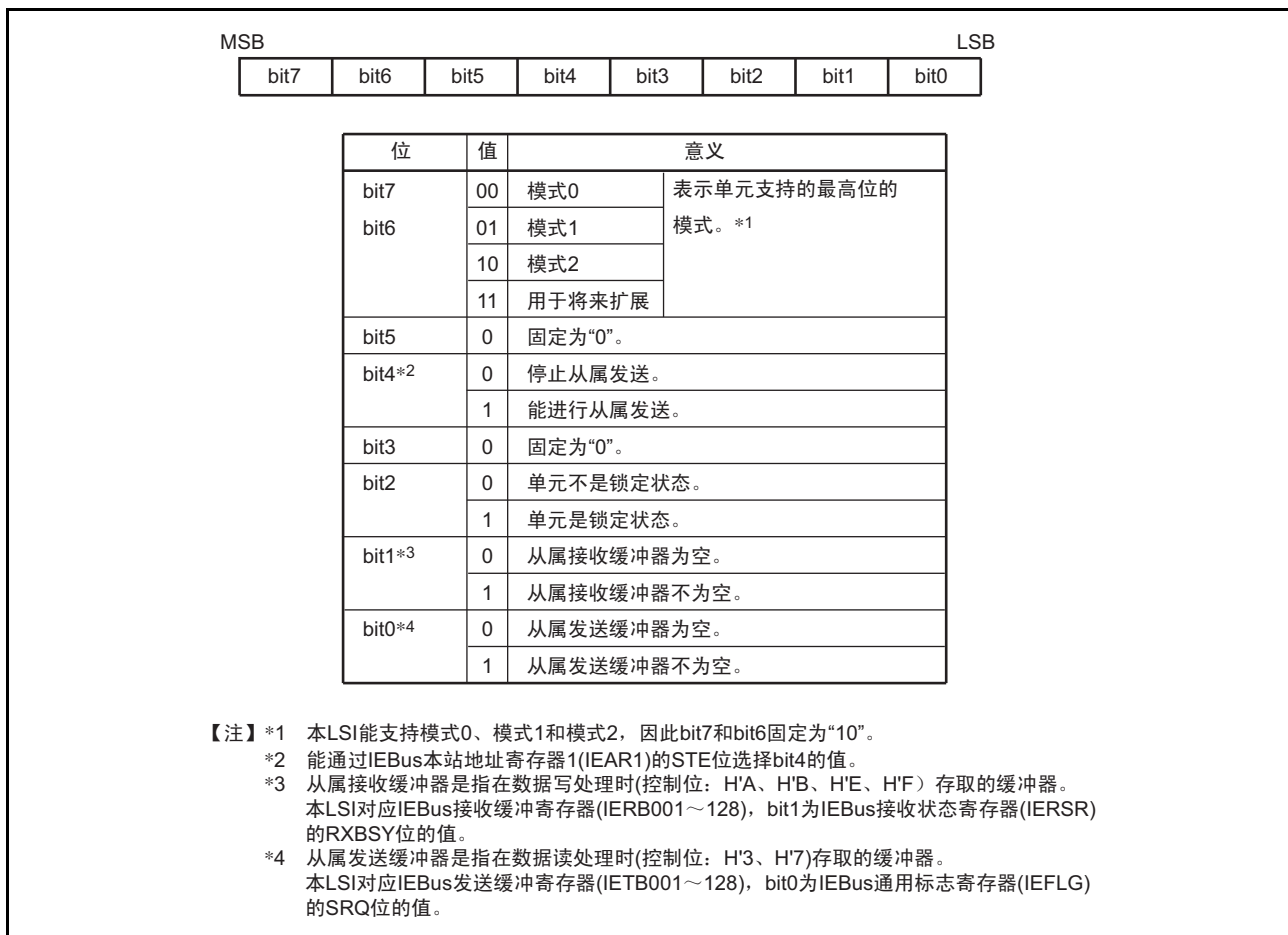 MSB LSB
bit7 bit6 bit5 bit4 bit3 bit2 bit1 bit0
位 值 意义
bit7 00 模式0 表示单元支持的最高位的
bit6 01 模式1 模式。*1
10 模式2
11 用于将来扩展
bit5 0 固定为“0”。
bit4*2 0 停止从属发送。
1 能进行从属发送。
bit3 0 固定为“0”。
bit2 0 单元不是锁定状态。
1 单元是锁定状态。
bit1*3 0 从属接收缓冲器为空。
1 从属接收缓冲器不为空。
bit0*4 0 从属发送缓冲器为空。
1 从属发送缓冲器不为空。
【注】*1 本LSI能支持模式0、模式1和模式2，因此bit7和bit6固定为“10”。
*2 能通过IEBus本站地址寄存器1(IEAR1)的STE位选择bit4的值。
*3 从属接收缓冲器是指在数据写处理时(控制位：H'A、H'B、H'E、H'F）存取的缓冲器。
本LSI对应IEBus接收缓冲寄存器(IERB001～128)，bit1为IEBus接收状态寄存器(IERSR)
的RXBSY位的值。
*4 从属发送缓冲器是指在数据读处理时(控制位：H'3、H'7)存取的缓冲器。
本LSI对应IEBus发送缓冲寄存器(IETB001～128)，bit0为IEBus通用标志寄存器(IEFLG)
的SRQ位的值。